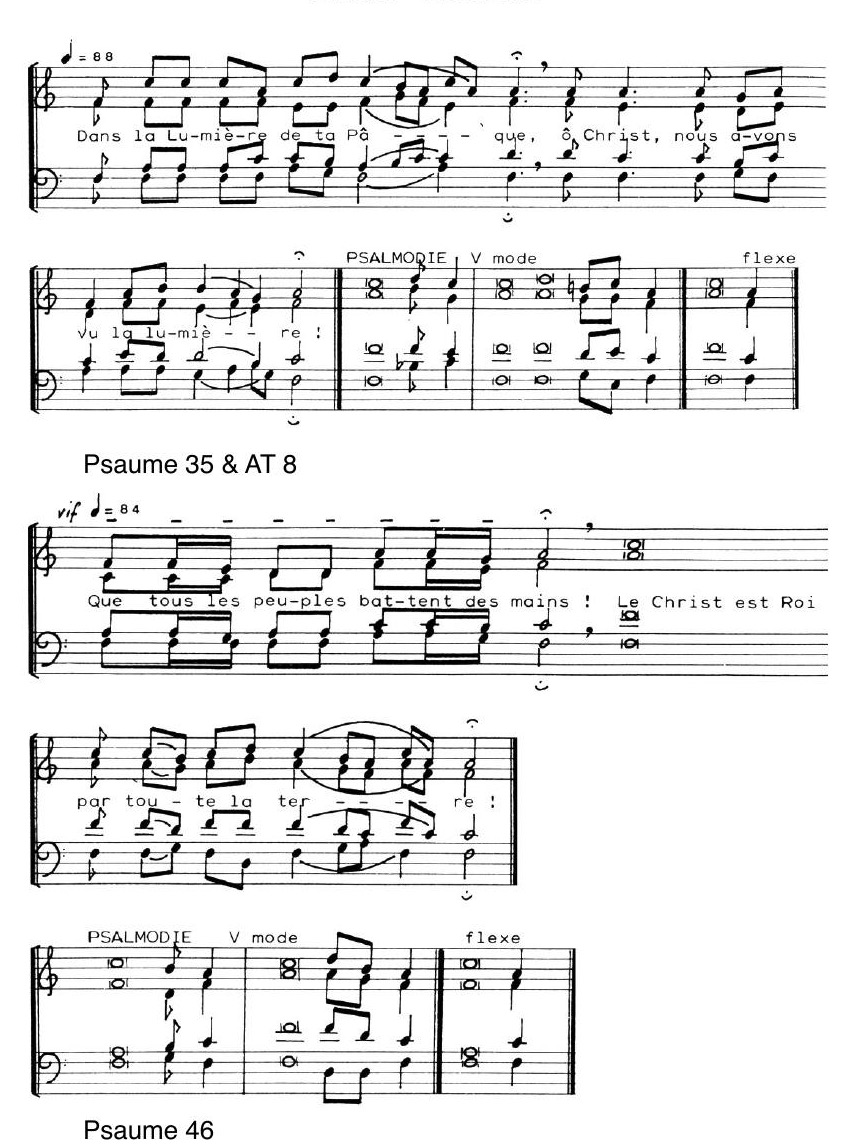 = 88
Dans la Lu-miè-re de ta Pâ - - - - que, ô Christ, nous a-vons
PSALMODIE V mode flexe
vu la lu-miè - - re !
Psaume 35 & AT 8
vif = 84
Que tous les peu-ples bat-tent des mains ! Le Christ est Roi
par tou - te la ter - - - - re !
PSALMODIE V mode flexe
Psaume 46